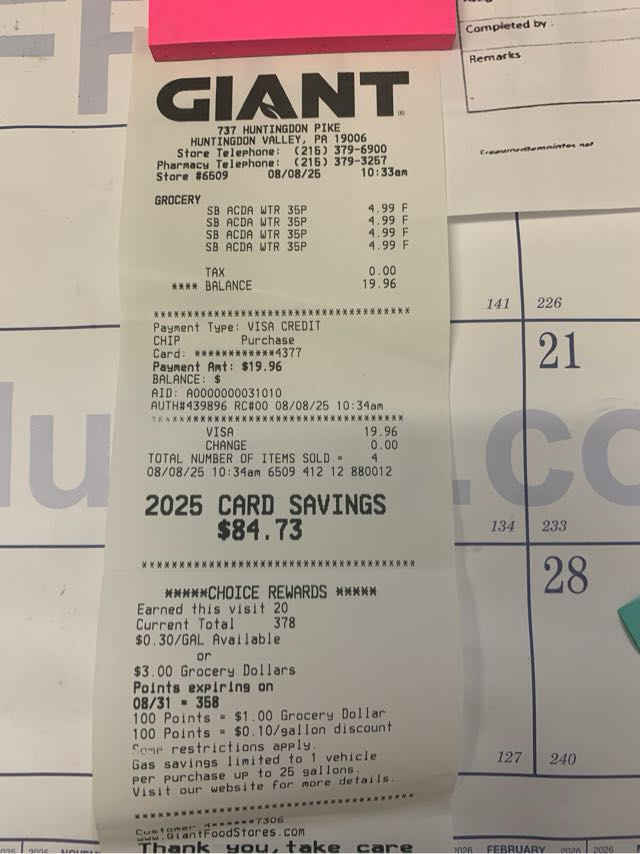 Completed by :
Remarks
GIANT®
737 HUNTINGDON PIKE
HUNTINGDON VALLEY, PA 19006
Store Telephone: (215) 379-6900
Pharmacy Telephone: (215) 379-3257
Store #6509 08/08/25 10:33am
GROCERY
SB ACDA WTR 35P 4.99 F
SB ACDA WTR 35P 4.99 F
SB ACDA WTR 35P 4.99 F
SB ACDA WTR 35P 4.99 F
TAX 0.00
**** BALANCE 19.96
****************************************
Payment Type: VISA CREDIT
CHIP Purchase
Card: ************4377
Payment Amt: $19.96
BALANCE: $
AID: A0000000031010
AUTH#439896 RC#00 08/08/25 10:34am
****************************************
VISA 19.96
CHANGE 0.00
TOTAL NUMBER OF ITEMS SOLD = 4
08/08/25 10:34am 6509 412 12 880012
2025 CARD SAVINGS
$84.73
****************************************
*****CHOICE REWARDS *****
Earned this visit 20
Current Total 378
$0.30/GAL Available
or
$3.00 Grocery Dollars
Points expiring on
08/31 = 358
100 Points = $1.00 Grocery Dollar
100 Points = $0.10/gallon discount
Some restrictions apply.
Gas savings limited to 1 vehicle
per purchase up to 25 gallons.
Visit our website for more details.
****************************************
Customer *******7306
www.GiantFoodStores.com
Thank you, take care
141 226
21
134 233
28
127 240
2025 2025
2026 FEBRUARY 2026 2026